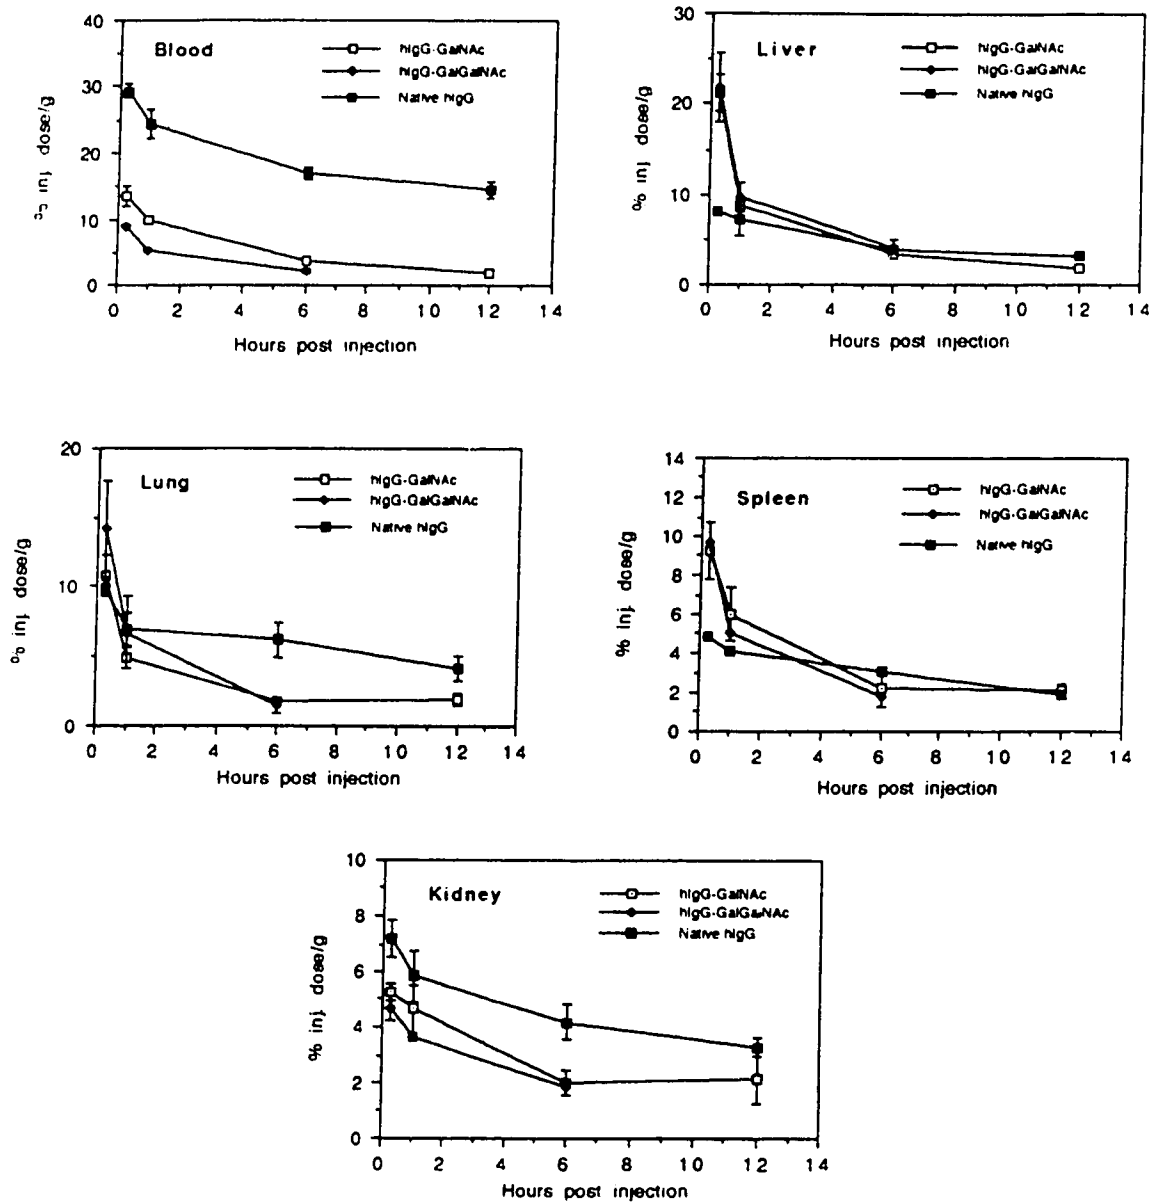 Blood
hIgG-GalNAc
hIgG-GalGalNAc
Native hIgG
40
30
20
10
0
% inj dose/g
0 2 4 6 8 10 12 14
Hours post injection
Liver
hIgG-GalNAc
hIgG-GalGalNAc
Native hIgG
30
20
10
0
% inj dose/g
0 2 4 6 8 10 12 14
Hours post injection
Lung
hIgG-GalNAc
hIgG-GalGalNAc
Native hIgG
20
10
0
% inj dose/g
0 2 4 6 8 10 12 14
Hours post injection
Spleen
hIgG-GalNAc
hIgG-GalGalNAc
Native hIgG
14
12
10
8
6
4
2
0
% inj. dose/g
0 2 4 6 8 10 12 14
Hours post injection
Kidney
hIgG-GalNAc
hIgG-GalGalNAc
Native hIgG
10
8
6
4
2
0
% inj dose/g
0 2 4 6 8 10 12 14
Hours post injection